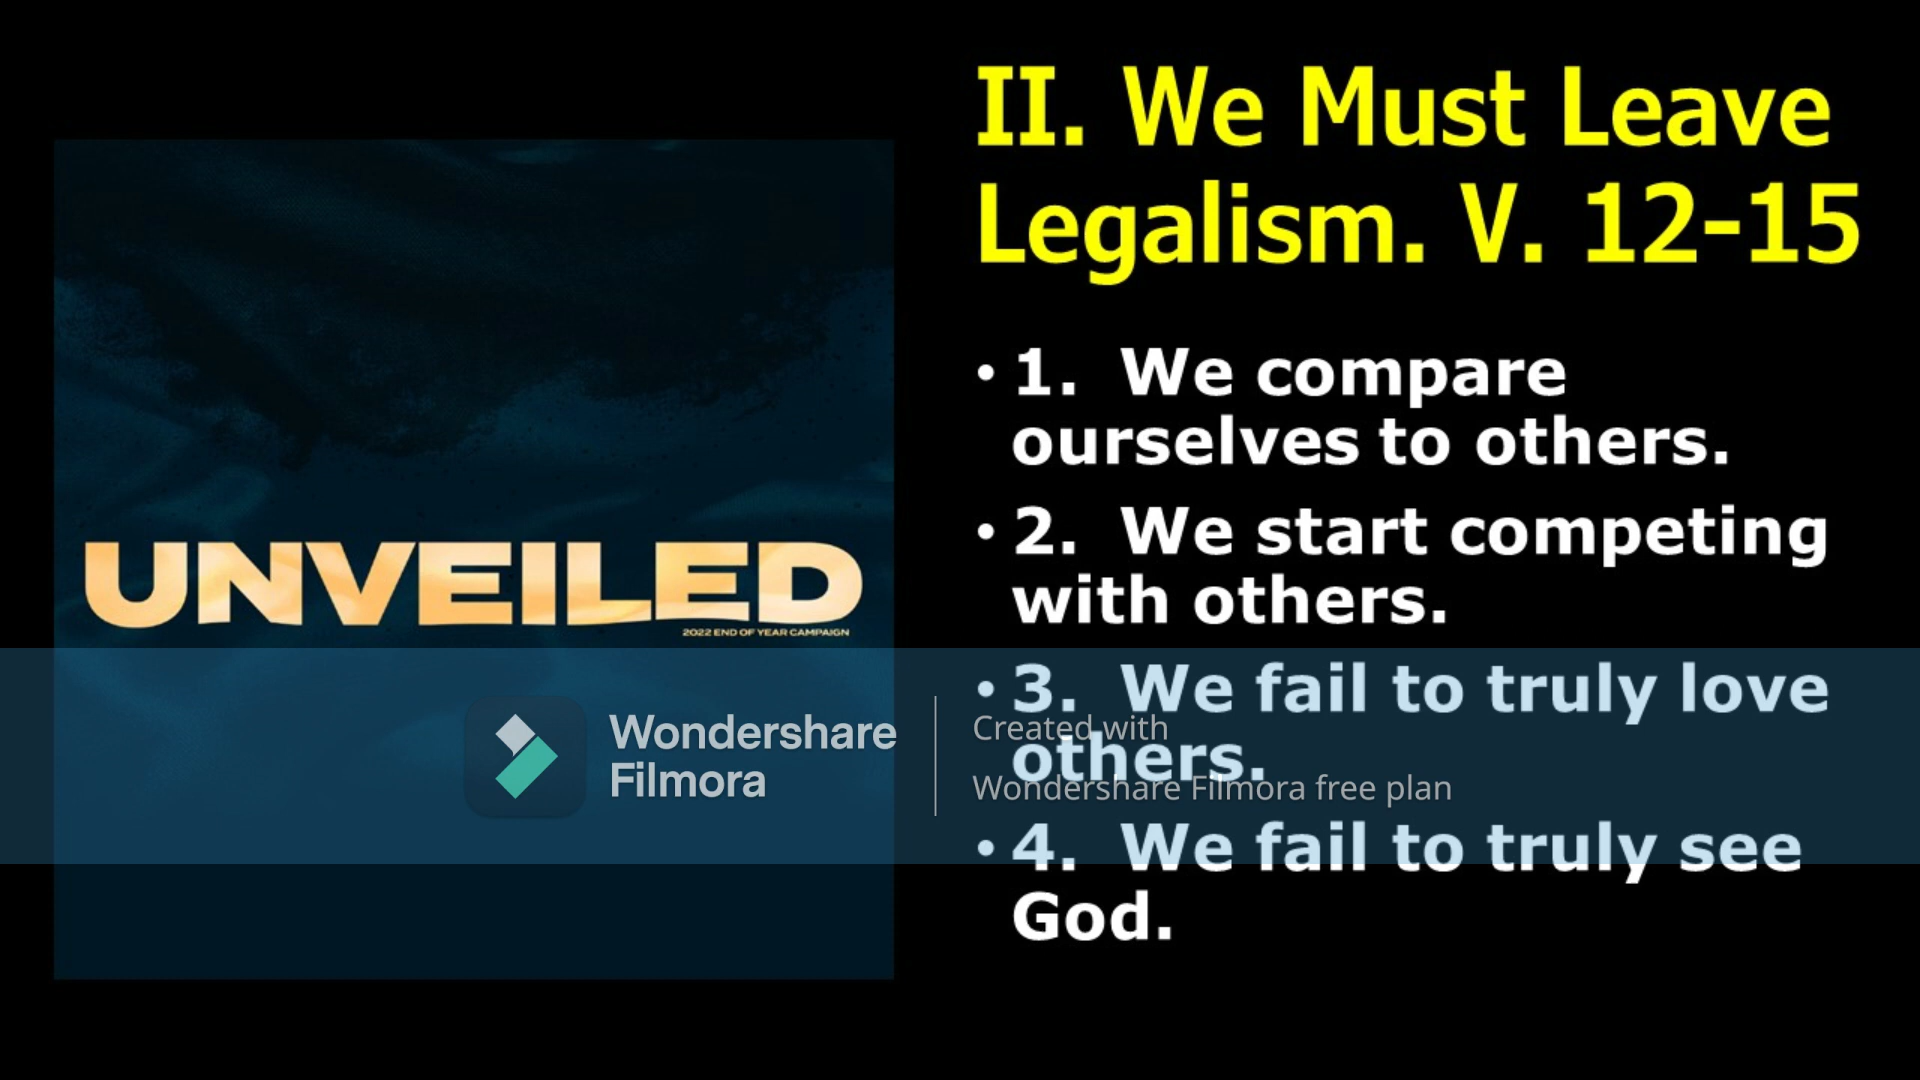 II. We Must Leave
Legalism. V. 12-15
• 1. We compare
ourselves to others.
• 2. We start competing
with others.
• 3. We fail to truly love
others.
• 4. We fail to truly see
God.
UNVEILED
2022 END OF YEAR CAMPAIGN
Wondershare
Filmora
Created with
Wondershare Filmora free plan